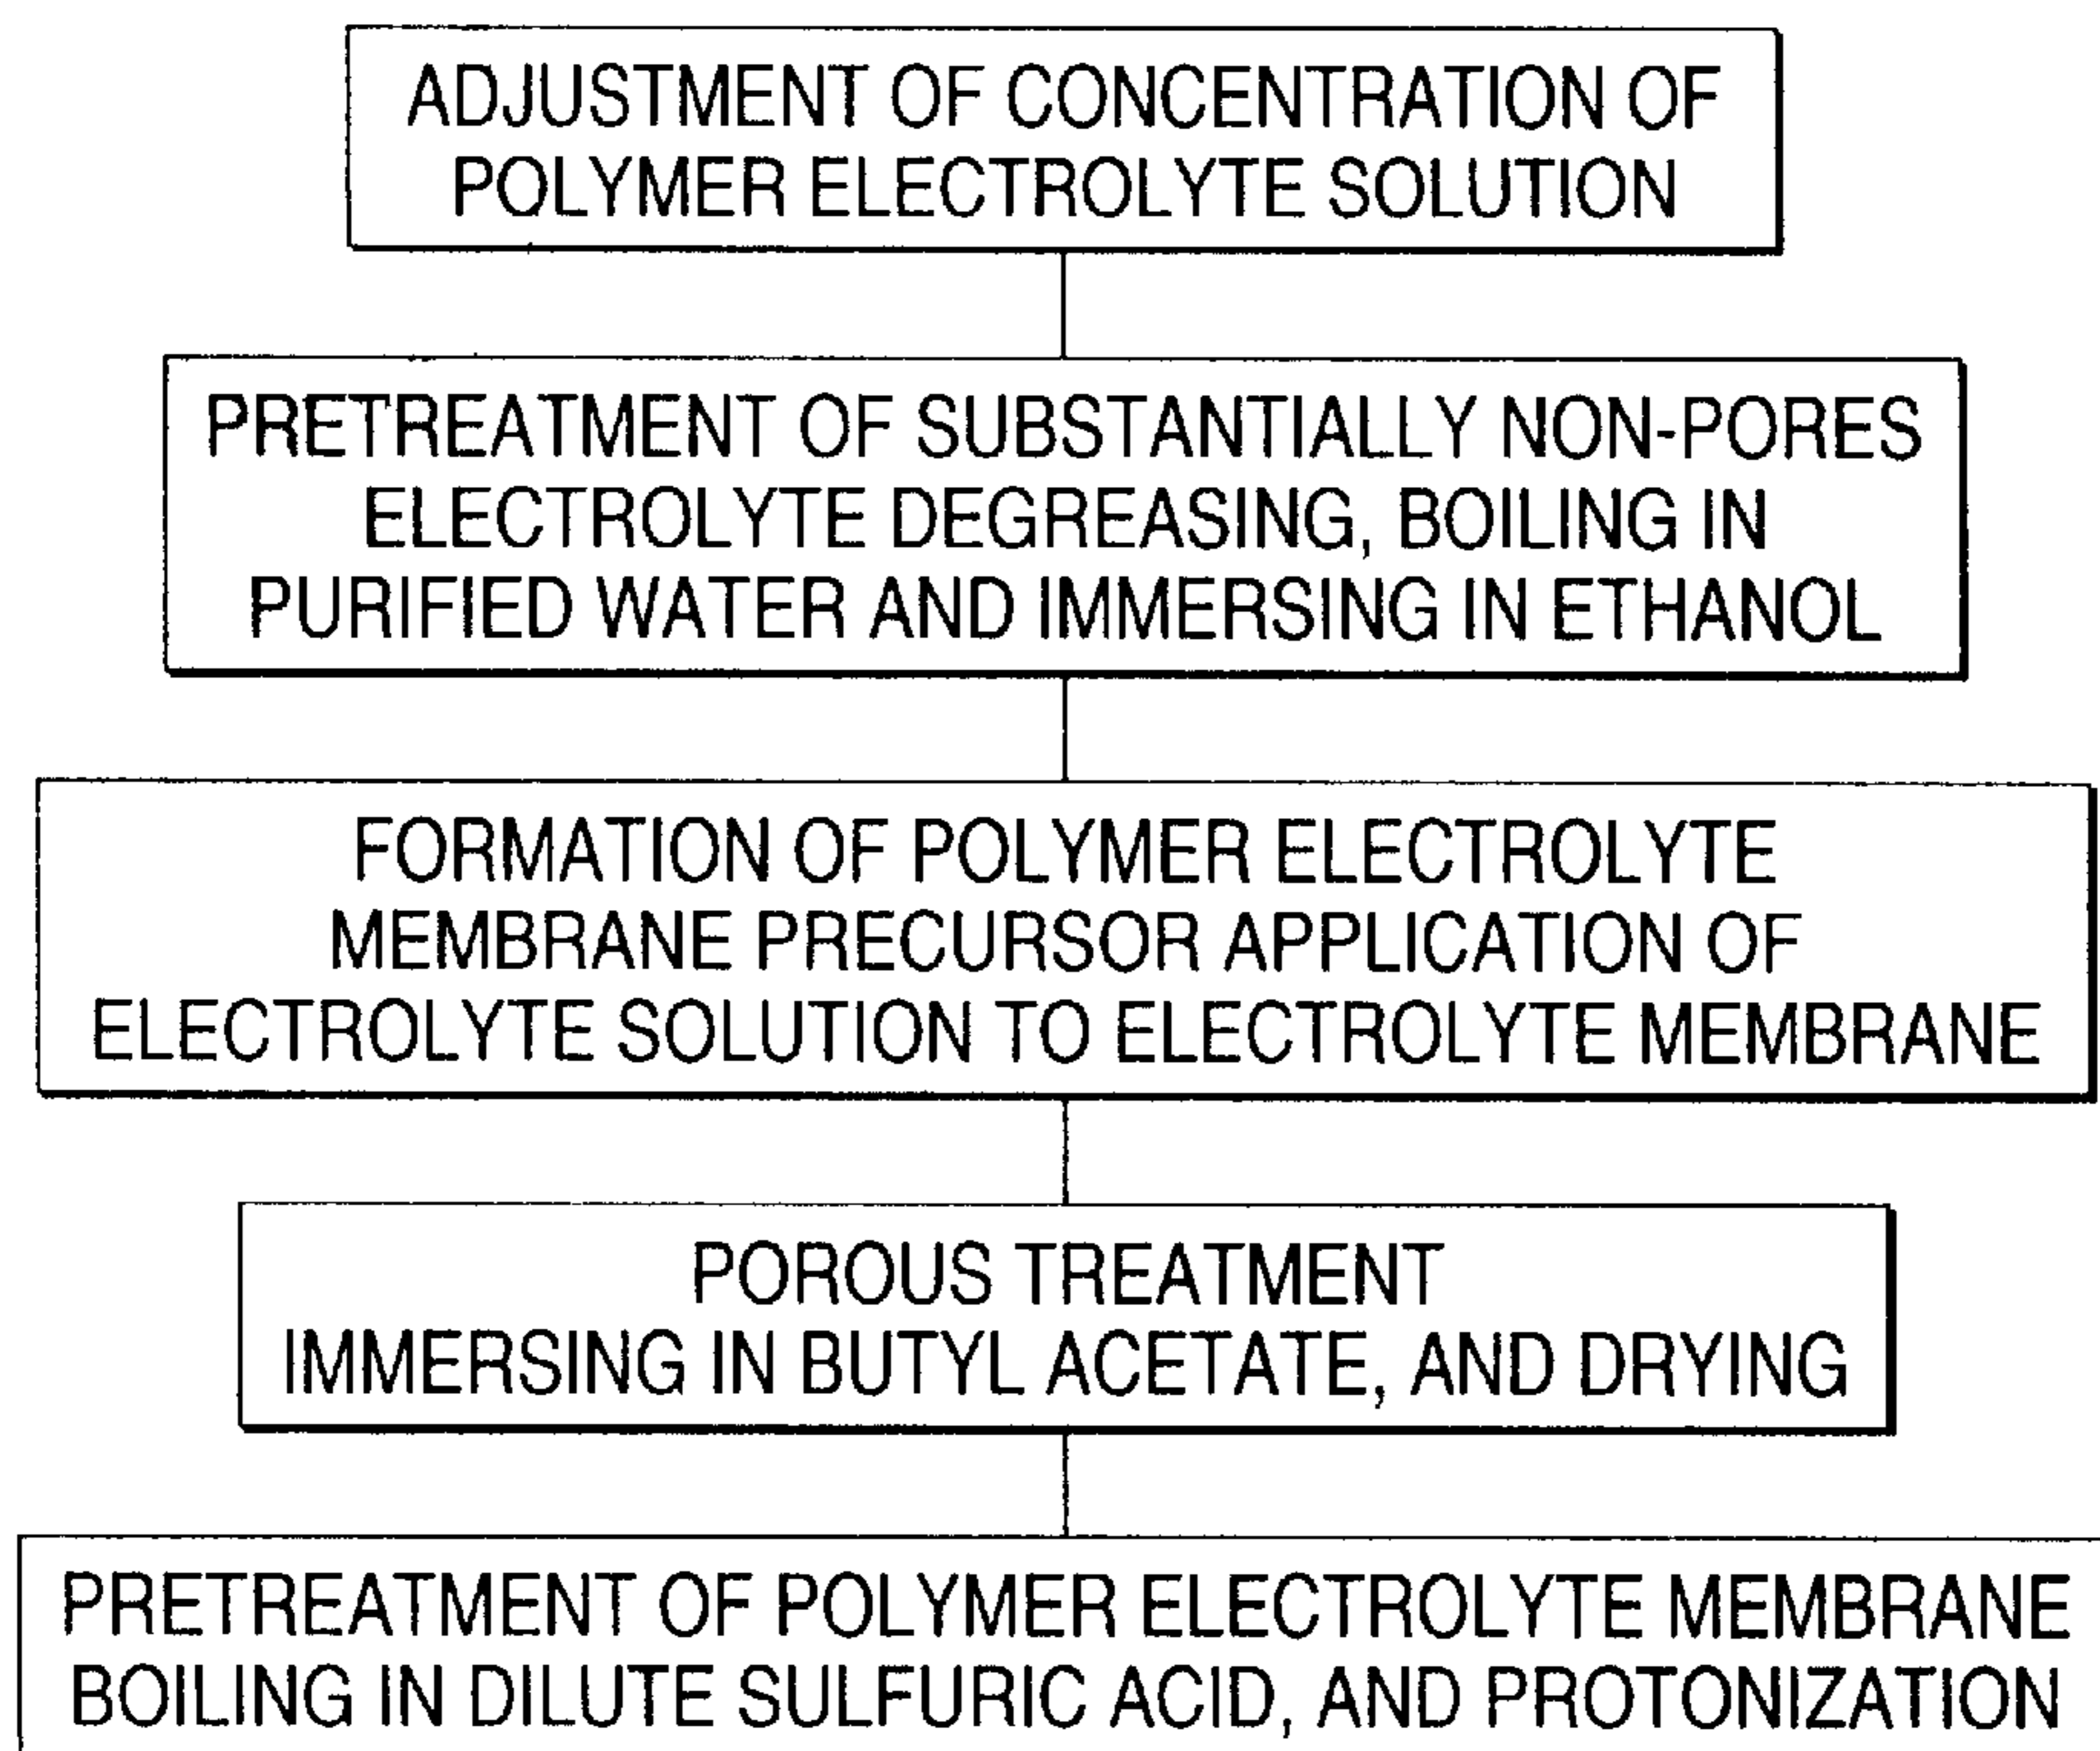 ADJUSTMENT OF CONCENTRATION OF
POLYMER ELECTROLYTE SOLUTION
PRETREATMENT OF SUBSTANTIALLY NON-PORES
ELECTROLYTE DEGREASING, BOILING IN
PURIFIED WATER AND IMMERSING IN ETHANOL
FORMATION OF POLYMER ELECTROLYTE
MEMBRANE PRECURSOR APPLICATION OF
ELECTROLYTE SOLUTION TO ELECTROLYTE MEMBRANE
POROUS TREATMENT
IMMERSING IN BUTYL ACETATE, AND DRYING
PRETREATMENT OF POLYMER ELECTROLYTE MEMBRANE
BOILING IN DILUTE SULFURIC ACID, AND PROTONIZATION